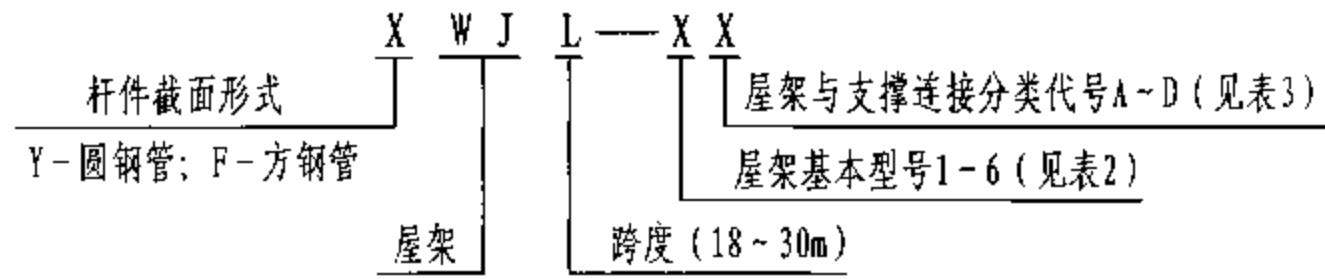 X WJ L — X X
杆件截面形式
Y-圆钢管; F-方钢管
屋架与支撑连接分类代号A~D(见表3)
屋架基本型号1-6(见表2)
屋架
跨度(18~30m)